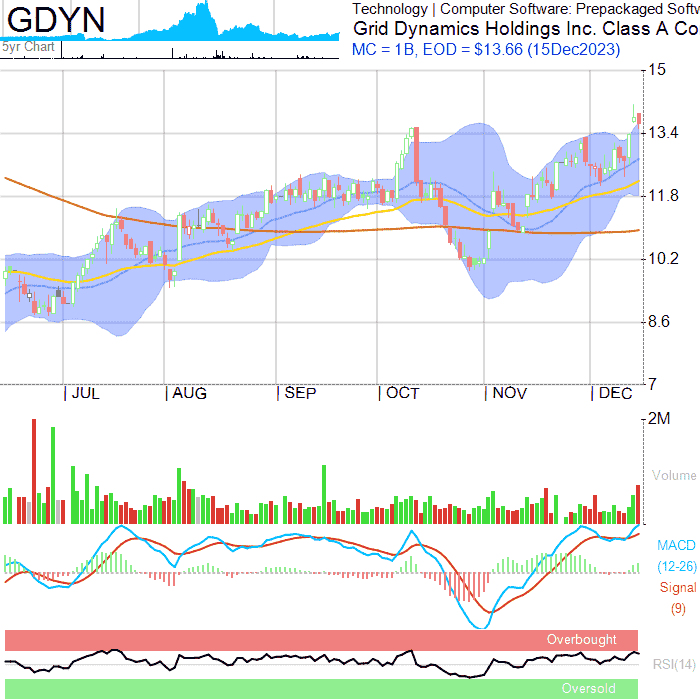 GDYN
5yr Chart
Technology | Computer Software: Prepackaged Softw
Grid Dynamics Holdings Inc. Class A Co
MC = 1B, EOD = $13.66 (15Dec2023)
15
13.4
11.8
10.2
8.6
7
JUL AUG SEP OCT NOV DEC
2M
Volume
MACD
(12-26)
Signal
(9)
Overbought
RSI(14)
Oversold